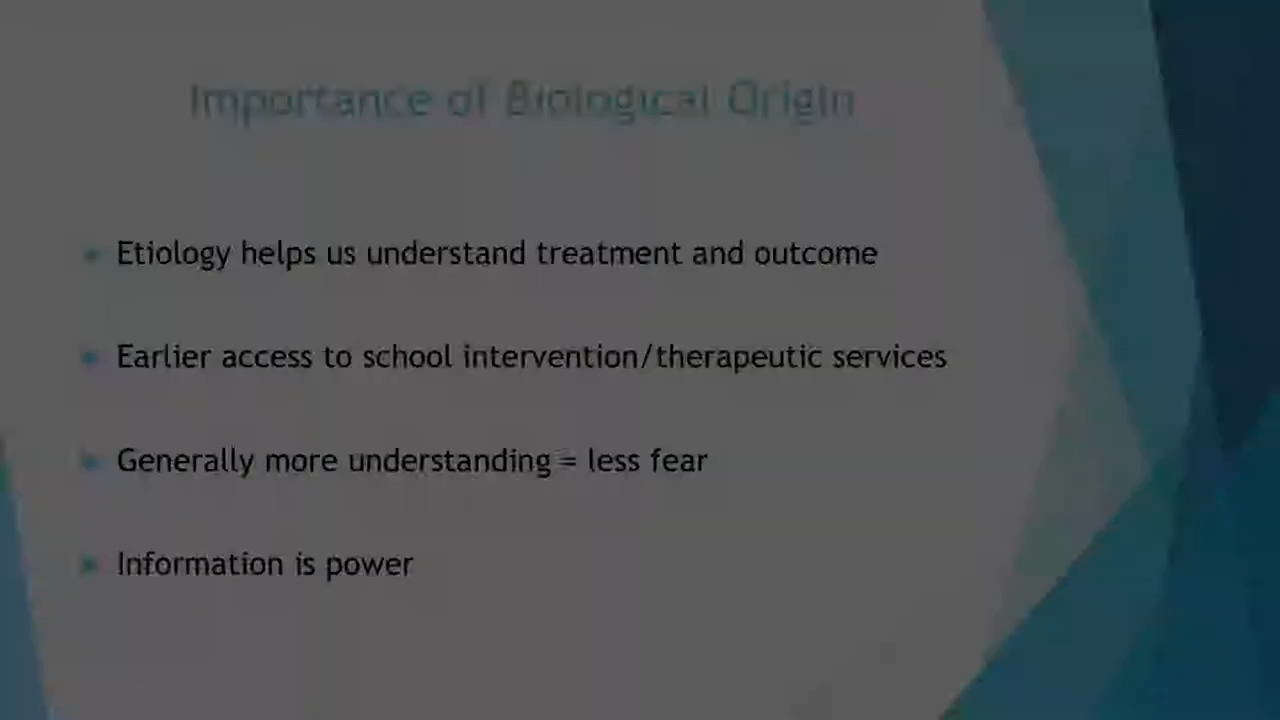 Importance of Biological Origin
Etiology helps us understand treatment and outcome
Earlier access to school intervention/therapeutic services
Generally more understanding = less fear
Information is power